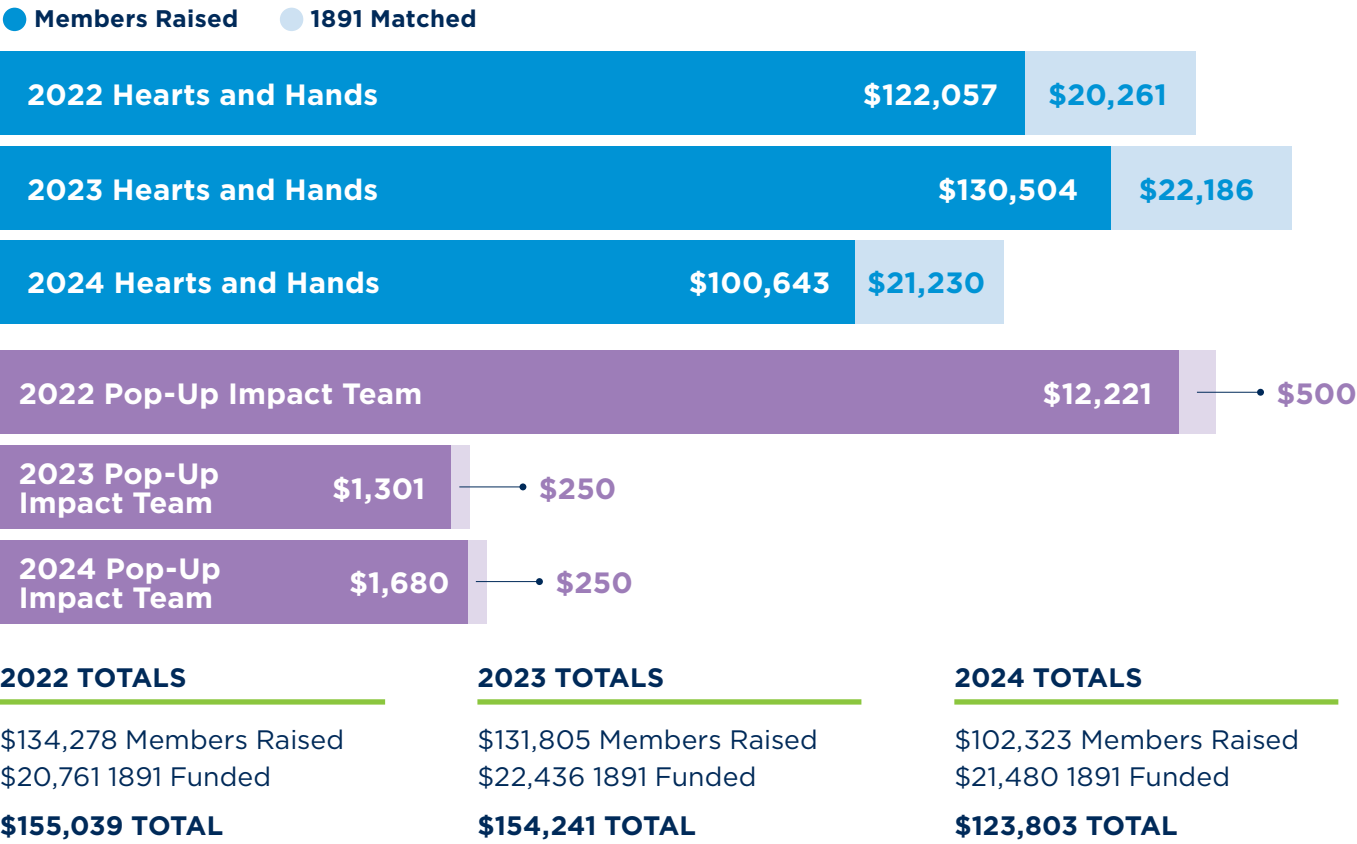 Members Raised 1891 Matched
2022 Hearts and Hands $122,057 $20,261
2023 Hearts and Hands $130,504 $22,186
2024 Hearts and Hands $100,643 $21,230
2022 Pop-Up Impact Team $12,221 $500
2023 Pop-Up
Impact Team $1,301 $250
2024 Pop-Up
Impact Team $1,680 $250
2022 TOTALS
$134,278 Members Raised
$20,761 1891 Funded
$155,039 TOTAL
2023 TOTALS
$131,805 Members Raised
$22,436 1891 Funded
$154,241 TOTAL
2024 TOTALS
$102,323 Members Raised
$21,480 1891 Funded
$123,803 TOTAL